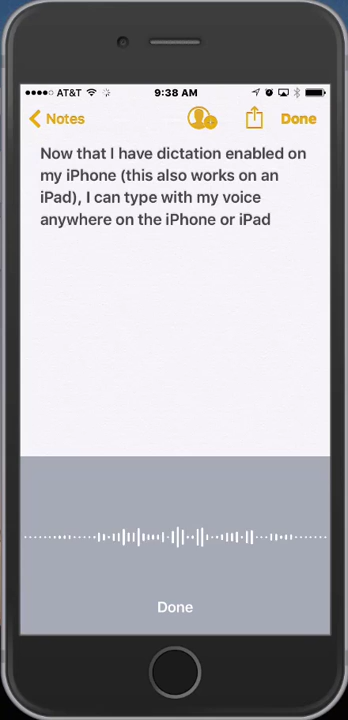 AT&T 9:38 AM
Notes Done
Now that I have dictation enabled on
my iPhone (this also works on an
iPad), I can type with my voice
anywhere on the iPhone or iPad
Done